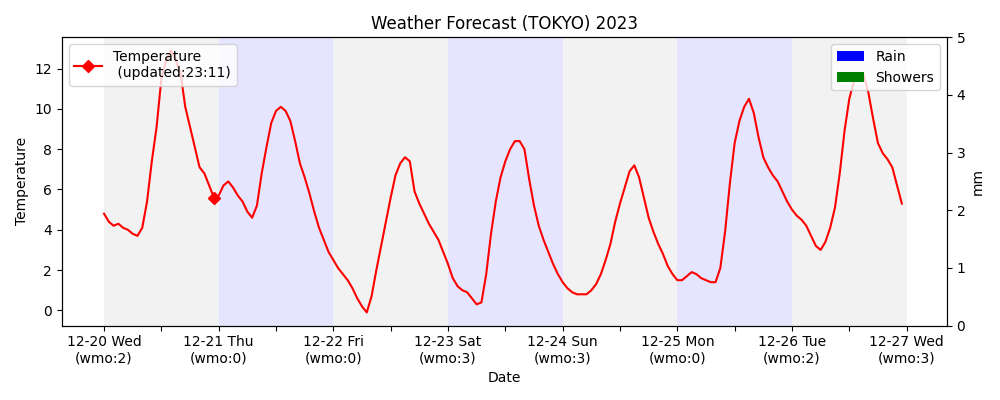 Weather Forecast (TOKYO) 2023
Temperature
(updated:23:11)
Rain
Showers
Temperature
12
10
8
6
4
2
0
5
4
3
2
1
0
mm
12-20 Wed
(wmo:2)
12-21 Thu
(wmo:0)
12-22 Fri
(wmo:0)
12-23 Sat
(wmo:3)
12-24 Sun
(wmo:3)
12-25 Mon
(wmo:0)
12-26 Tue
(wmo:2)
12-27 Wed
(wmo:3)
Date